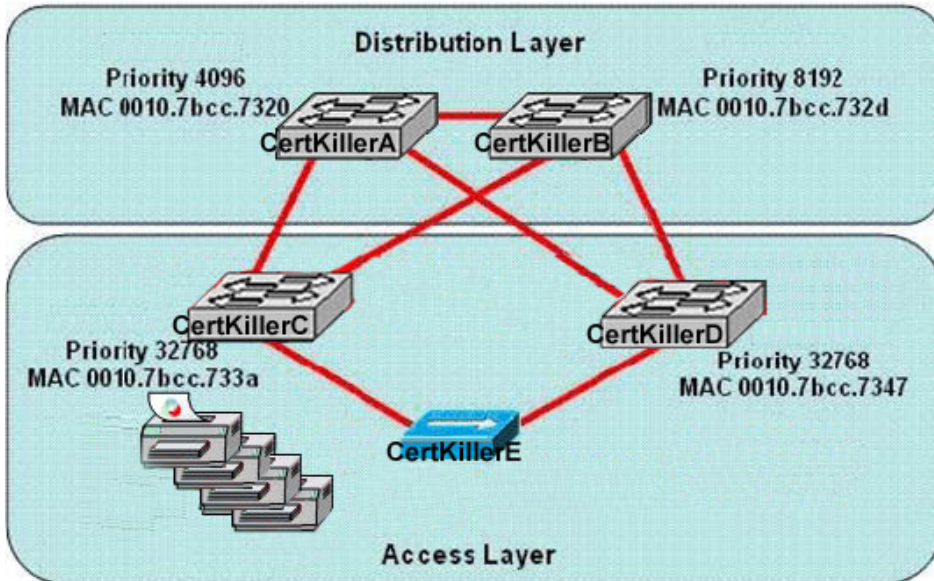 Distribution Layer
Priority 4096
MAC 0010.7bcc.7320
Priority 8192
MAC 0010.7bcc.732d
CertKillerA
CertKillerB
CertKillerC
CertKillerD
Priority 32768
MAC 0010.7bcc.733a
Priority 32768
MAC 0010.7bcc.7347
CertKillerE
Access Layer